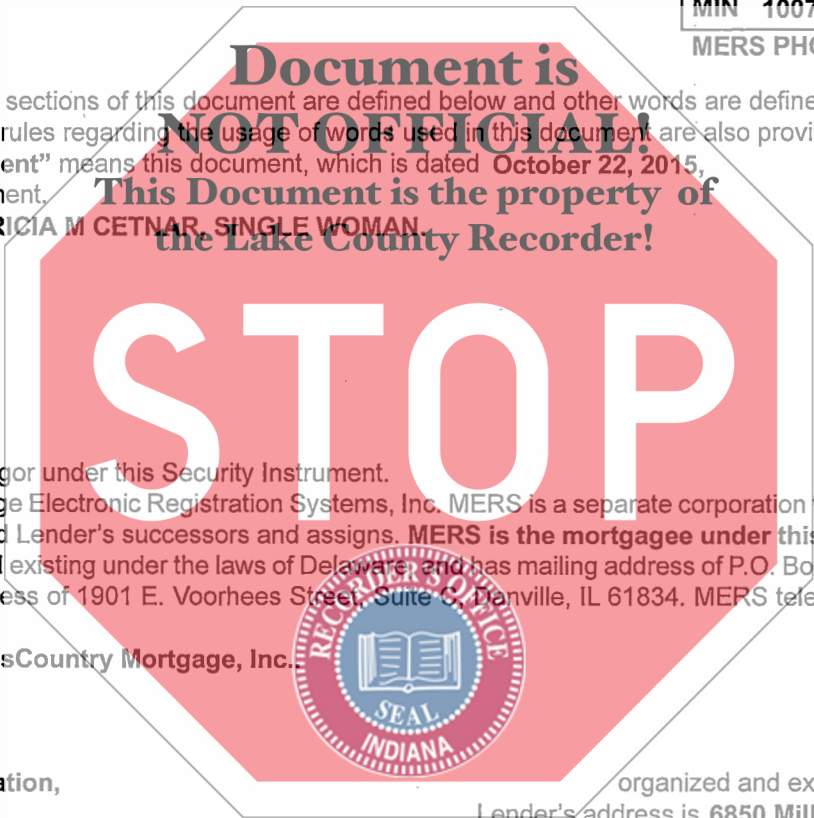 MIN 1007
MERS PHO
Document is
sections of this document are defined below and other words are define
NOT OFFICIAL!
rules regarding the usage of words used in this document are also provi
ent” means this document, which is dated October 22, 2015,
ent.
This Document is the property of
RICIA M CETNAR, SINGLE WOMAN.
the Lake County Recorder!
STOP
gor under this Security Instrument.
ge Electronic Registration Systems, Inc. MERS is a separate corporation
d Lender's successors and assigns. MERS is the mortgagee under this
existing under the laws of Delaware, and has mailing address of P.O. Bo
ess of 1901 E. Voorhees Street, Suite C, Danville, IL 61834. MERS tele
RECORDER'S OFFICE
sCountry Mortgage, Inc..
SEAL
INDIANA
ation,
organized and ex
Lender's address is 6850 Mill